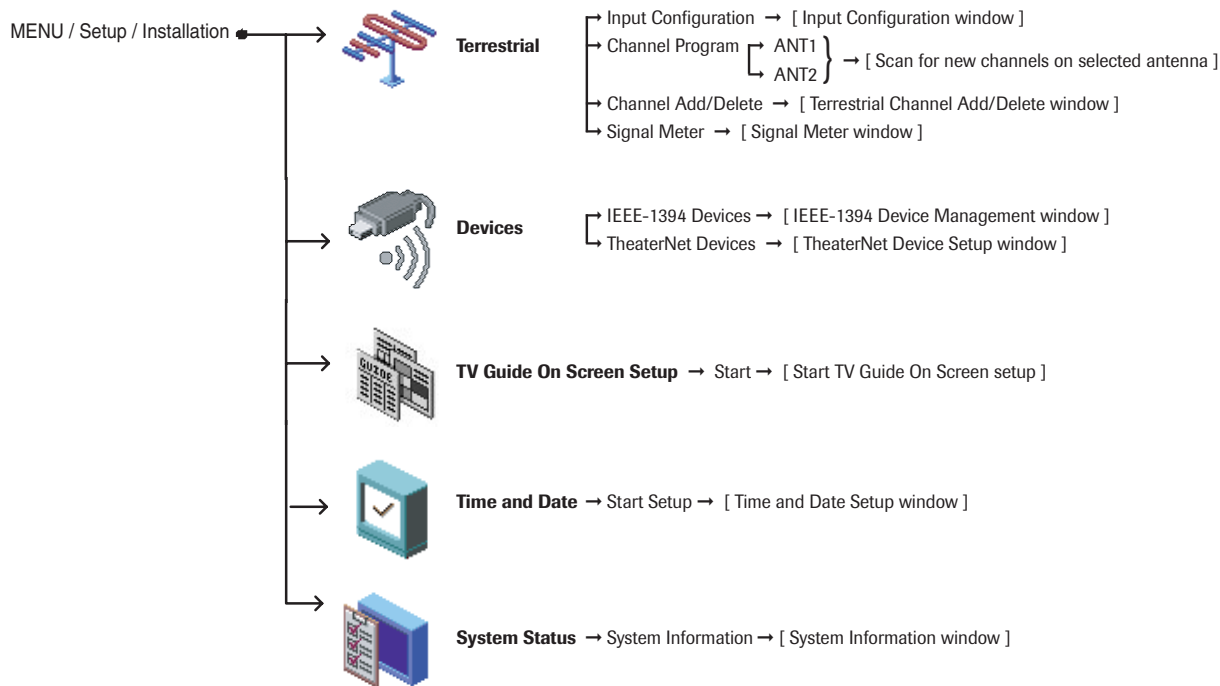 MENU / Setup / Installation
Terrestrial
Input Configuration → [ Input Configuration window ]
Channel Program → ANT1
→ ANT2 } → [ Scan for new channels on selected antenna ]
Channel Add/Delete → [ Terrestrial Channel Add/Delete window ]
Signal Meter → [ Signal Meter window ]
Devices
IEEE-1394 Devices → [ IEEE-1394 Device Management window ]
TheaterNet Devices → [ TheaterNet Device Setup window ]
GUIDE
TV Guide On Screen Setup → Start → [ Start TV Guide On Screen setup ]
Time and Date → Start Setup → [ Time and Date Setup window ]
System Status → System Information → [ System Information window ]